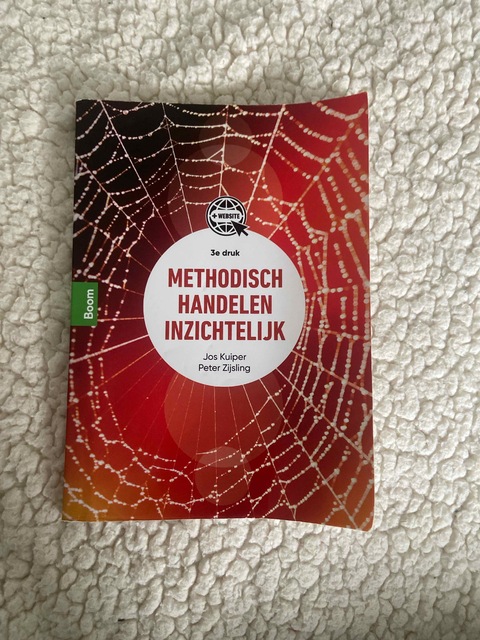 + WEBSITE
3e druk
METHODISCH
HANDELEN
INZICHTELIJK
Jos Kuiper
Peter Zijsling
Boom